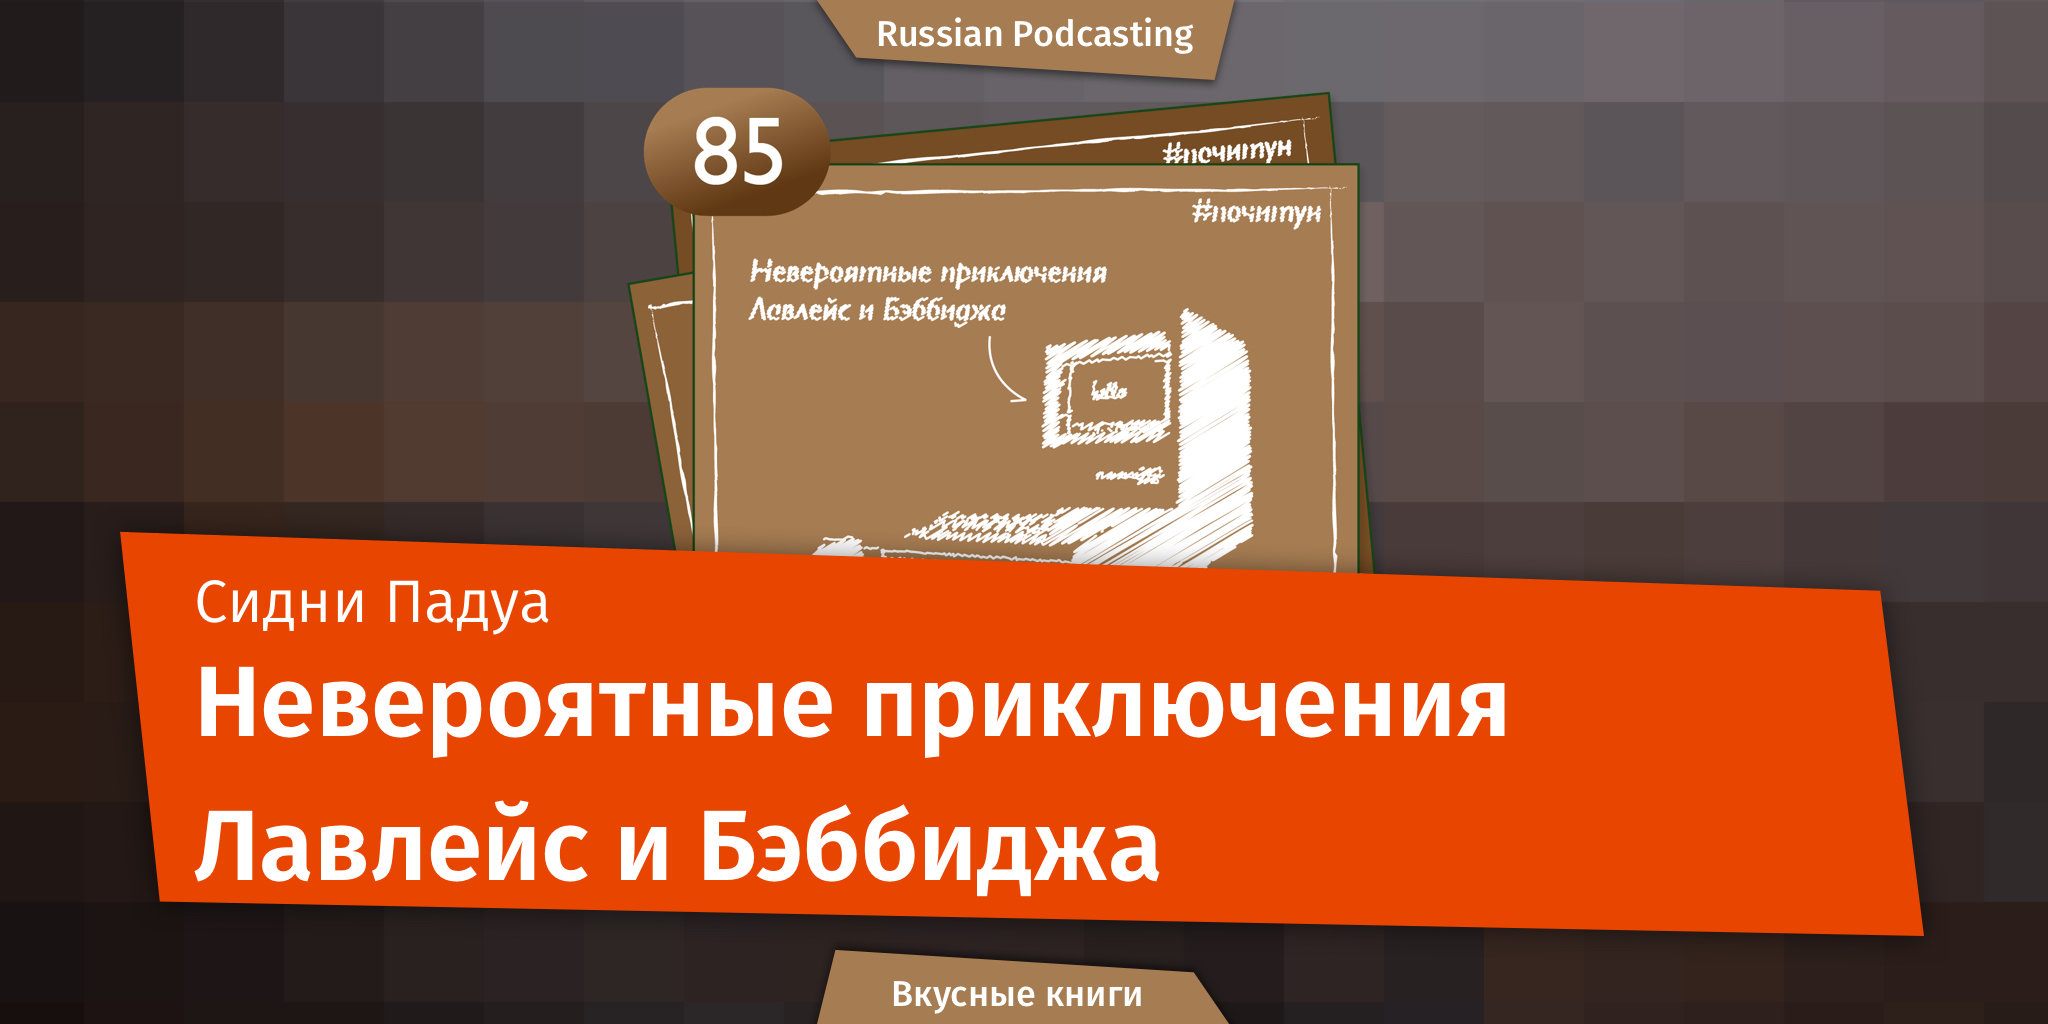 Russian Podcasting
85
#почитун
#почитун
Невероятные приключения
Лавлейс и Бэббиджа
hello
Сидни Падуа
Невероятные приключения
Лавлейс и Бэббиджа
Вкусные книги